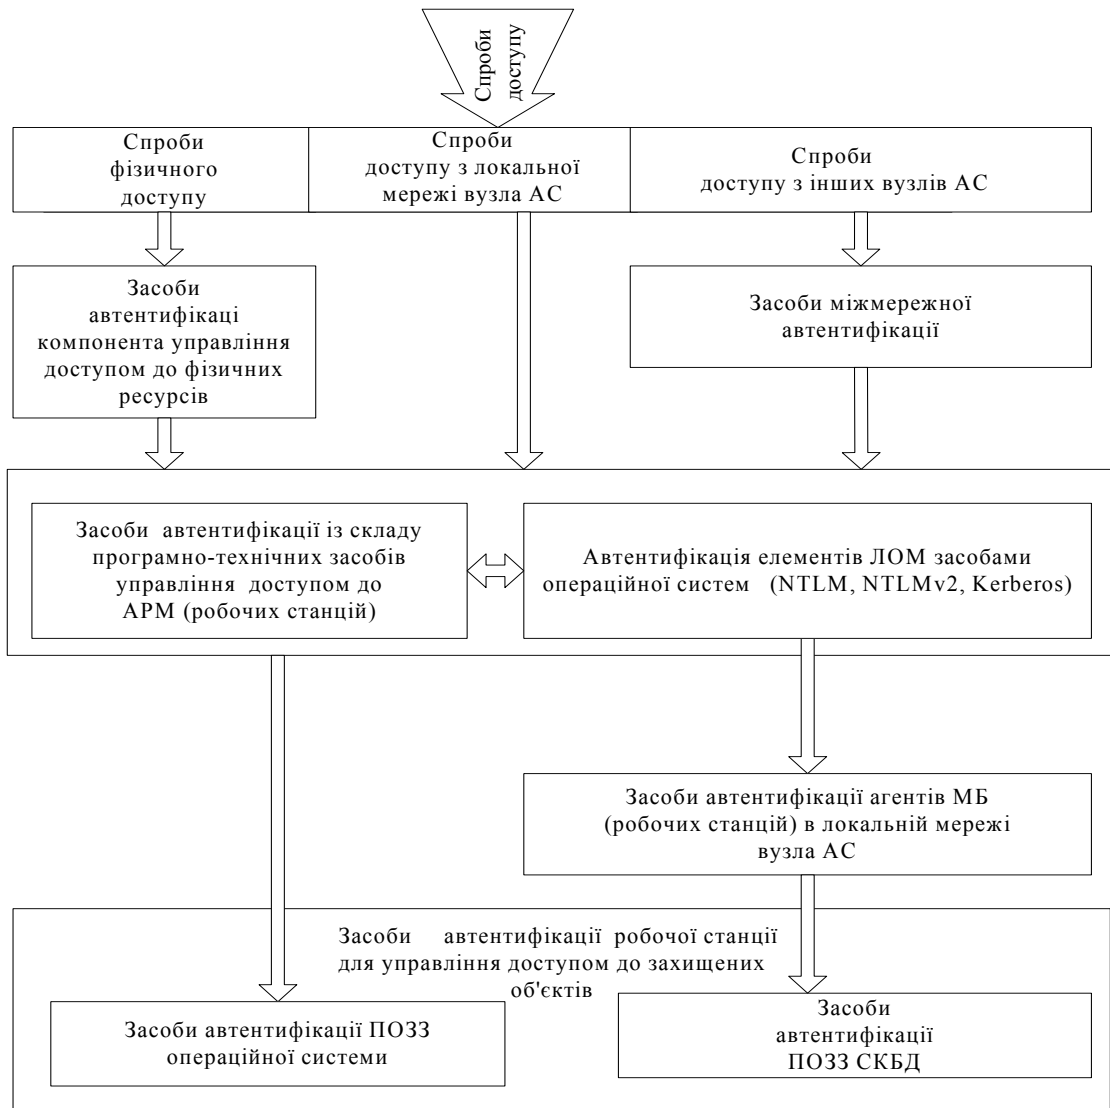 Спроби
доступу
Спроби
фізичного
доступу
Спроби
доступу з локальної
мережі вузла АС
Спроби
доступу з інших вузлів АС
Засоби
автентифікаці
компонента управління
доступом до фізичних
ресурсів
Засоби міжмережної
автентифікації
Засоби автентифікації із складу
програмно-технічних засобів
управління доступом до
АРМ (робочих станцій)
Автентифікація елементів ЛОМ засобами
операційної систем (NTLM, NTLMv2, Kerberos)
Засоби автентифікації агентів МБ
(робочих станцій) в локальній мережі
вузла АС
Засоби автентифікації робочої станції
для управління доступом до захищених
об'єктів
Засоби автентифікації ПОЗЗ
операційної системи
Засоби
автентифікації
ПОЗЗ СКБД